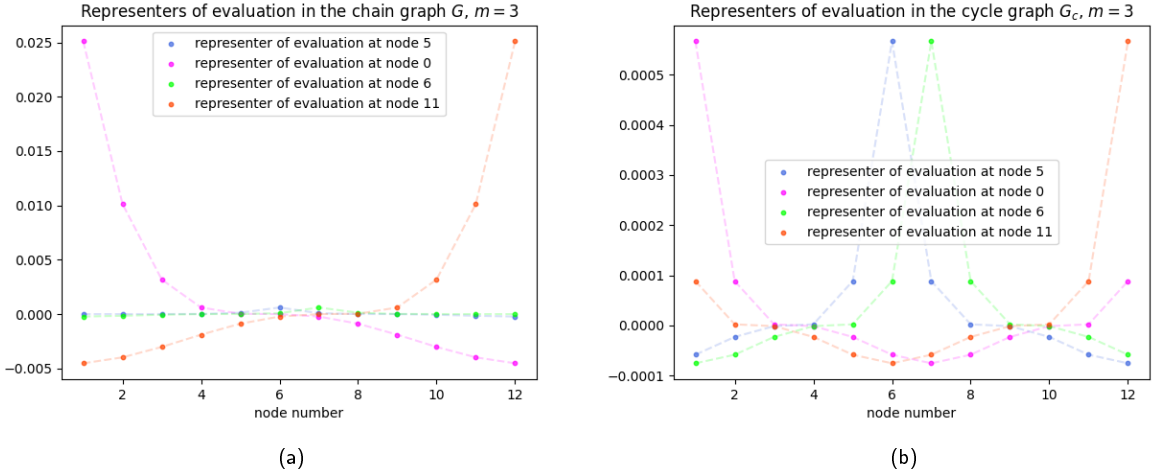 Representers of evaluation in the chain graph G, m = 3
0.025
0.020
0.015
0.010
0.005
0.000
−0.005
representer of evaluation at node 5
representer of evaluation at node 0
representer of evaluation at node 6
representer of evaluation at node 11
2 4 6 8 10 12
node number
(a)
Representers of evaluation in the cycle graph Gc, m = 3
0.0005
0.0004
0.0003
0.0002
0.0001
0.0000
−0.0001
representer of evaluation at node 5
representer of evaluation at node 0
representer of evaluation at node 6
representer of evaluation at node 11
2 4 6 8 10 12
node number
(b)